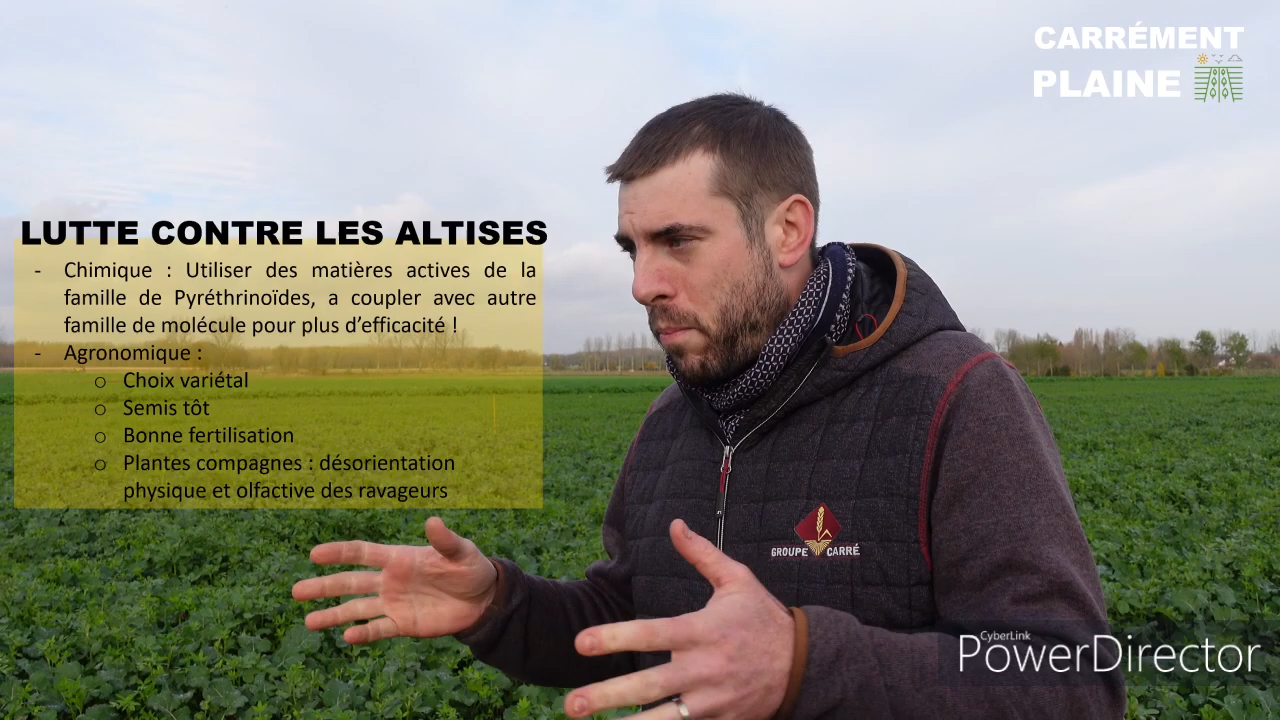 CARRÉMENT
PLAINE
LUTTE CONTRE LES ALTISES
- Chimique : Utiliser des matières actives de la
famille de Pyréthrinoïdes, a coupler avec autre
famille de molécule pour plus d’efficacité !
- Agronomique :
o Choix variétal
o Semis tôt
o Bonne fertilisation
o Plantes compagnes : désorientation
physique et olfactive des ravageurs
GROUPE CARRÉ
CyberLink
PowerDirector